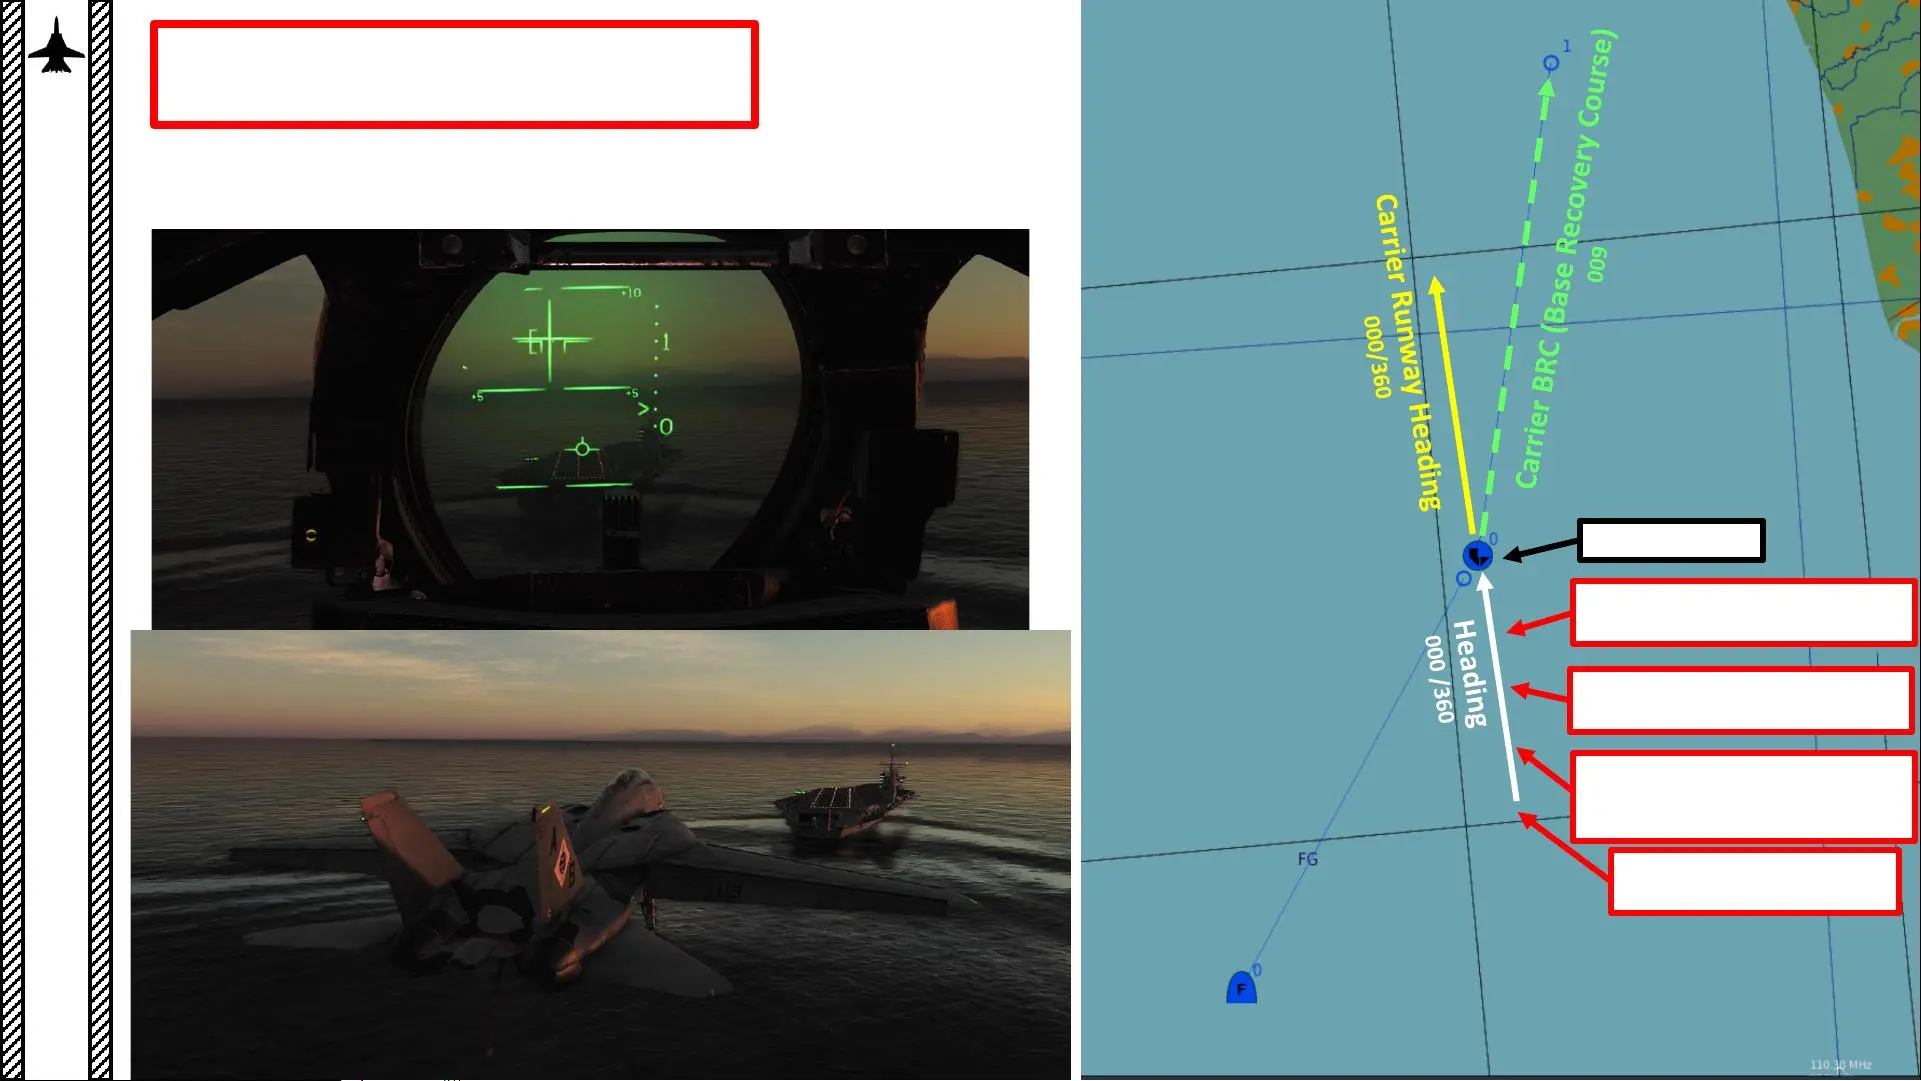 +10
1
+5
+5
>
0
A
B
113
1
Carrier BRC (Base Recovery Course)
009
Carrier Runway Heading
000/360
0
Heading
000 /360
FG
0
F
110.30 MHz